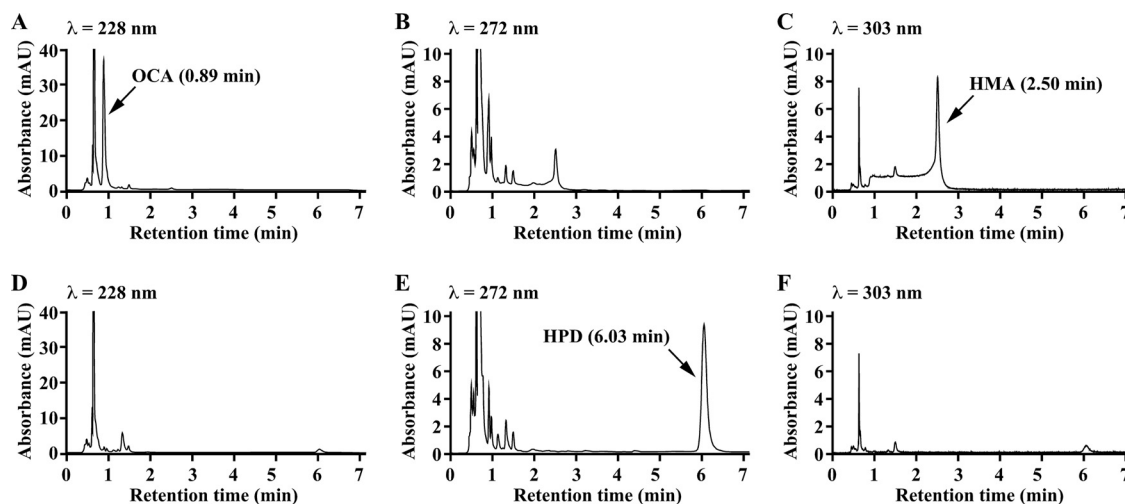 A
λ = 228 nm
40
30
20
10
0
Absorbance (mAU)
OCA (0.89 min)
0 1 2 3 4 5 6 7
Retention time (min)
B
λ = 272 nm
10
8
6
4
2
0
Absorbance (mAU)
0 1 2 3 4 5 6 7
Retention time (min)
C
λ = 303 nm
10
8
6
4
2
0
Absorbance (mAU)
HMA (2.50 min)
0 1 2 3 4 5 6 7
Retention time (min)
D
λ = 228 nm
40
30
20
10
0
Absorbance (mAU)
0 1 2 3 4 5 6 7
Retention time (min)
E
λ = 272 nm
10
8
6
4
2
0
Absorbance (mAU)
HPD (6.03 min)
0 1 2 3 4 5 6 7
Retention time (min)
F
λ = 303 nm
10
8
6
4
2
0
Absorbance (mAU)
0 1 2 3 4 5 6 7
Retention time (min)